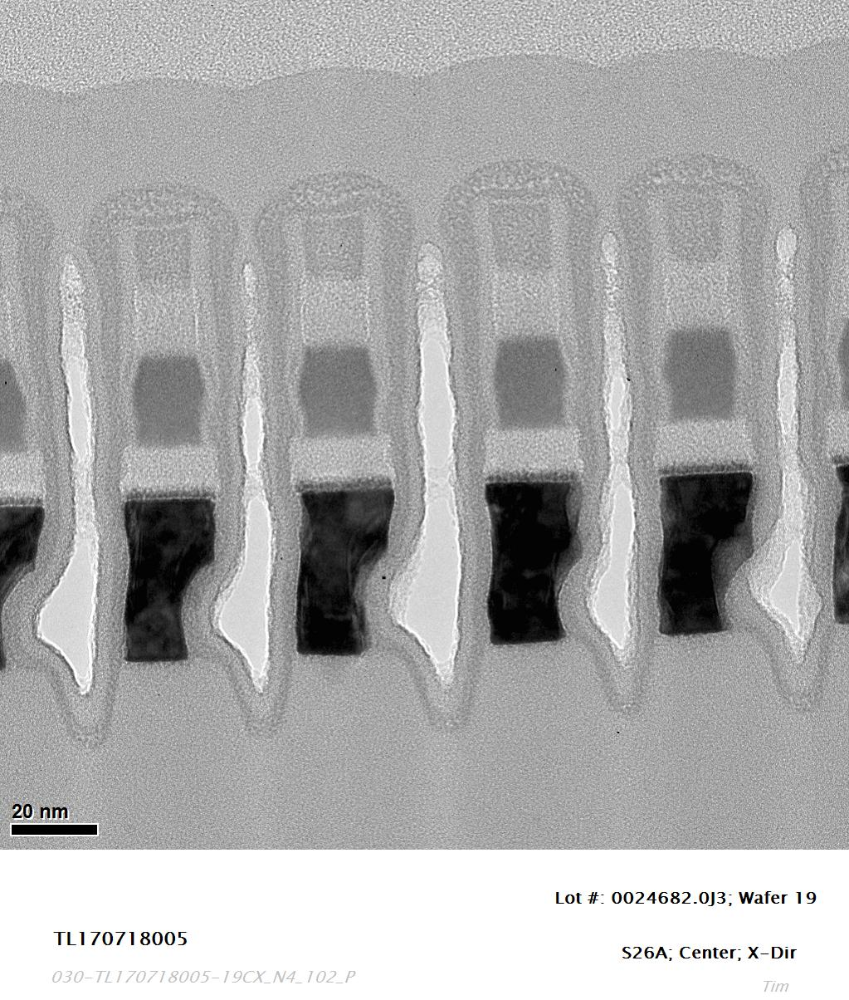 20 nm
Lot #: 0024682.0J3; Wafer 19
TL170718005
S26A; Center; X-Dir
030-TL170718005-19CX_N4_102_P
Tim